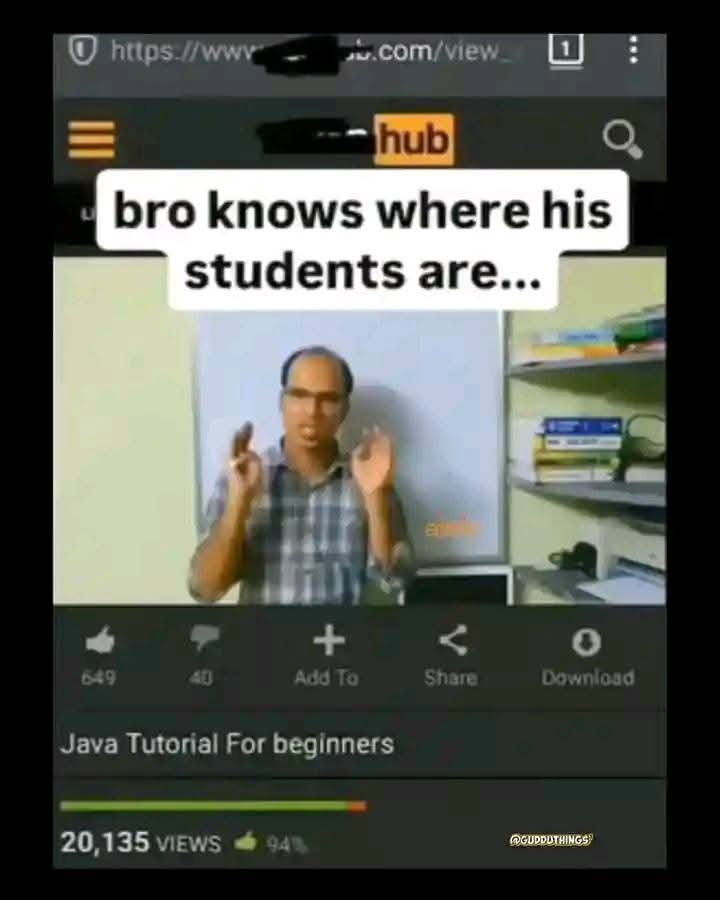 https://www
.com/view_
1
hub
bro knows where his
students are...
649
40
Add To
Share
Download
Java Tutorial For beginners
20,135 VIEWS 94%
@GUDDUTHINGS